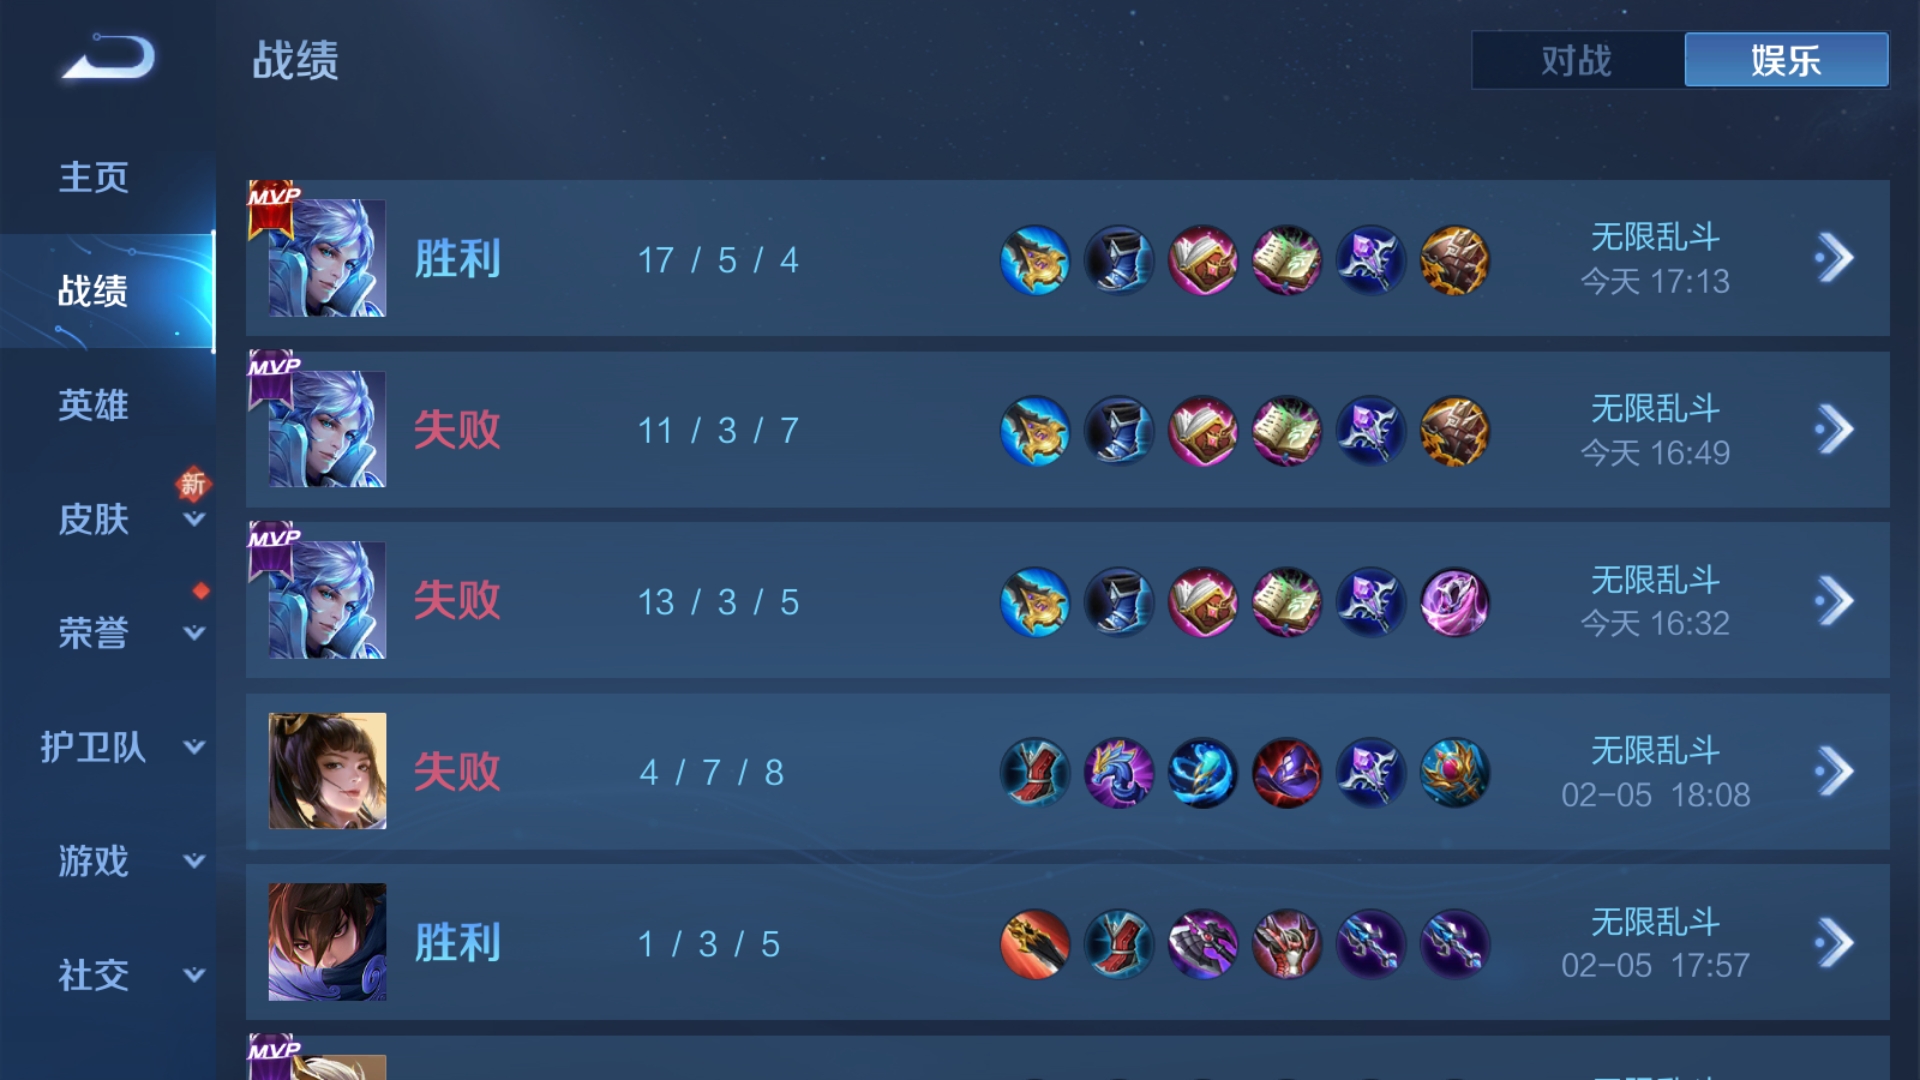 战绩
对战
娱乐
主页
战绩
英雄
皮肤
新
荣誉
护卫队
游戏
社交
MVP
胜利
17 / 5 / 4
无限乱斗
今天 17:13
MVP
失败
11 / 3 / 7
无限乱斗
今天 16:49
MVP
失败
13 / 3 / 5
无限乱斗
今天 16:32
失败
4 / 7 / 8
无限乱斗
02-05 18:08
胜利
1 / 3 / 5
无限乱斗
02-05 17:57
MVP